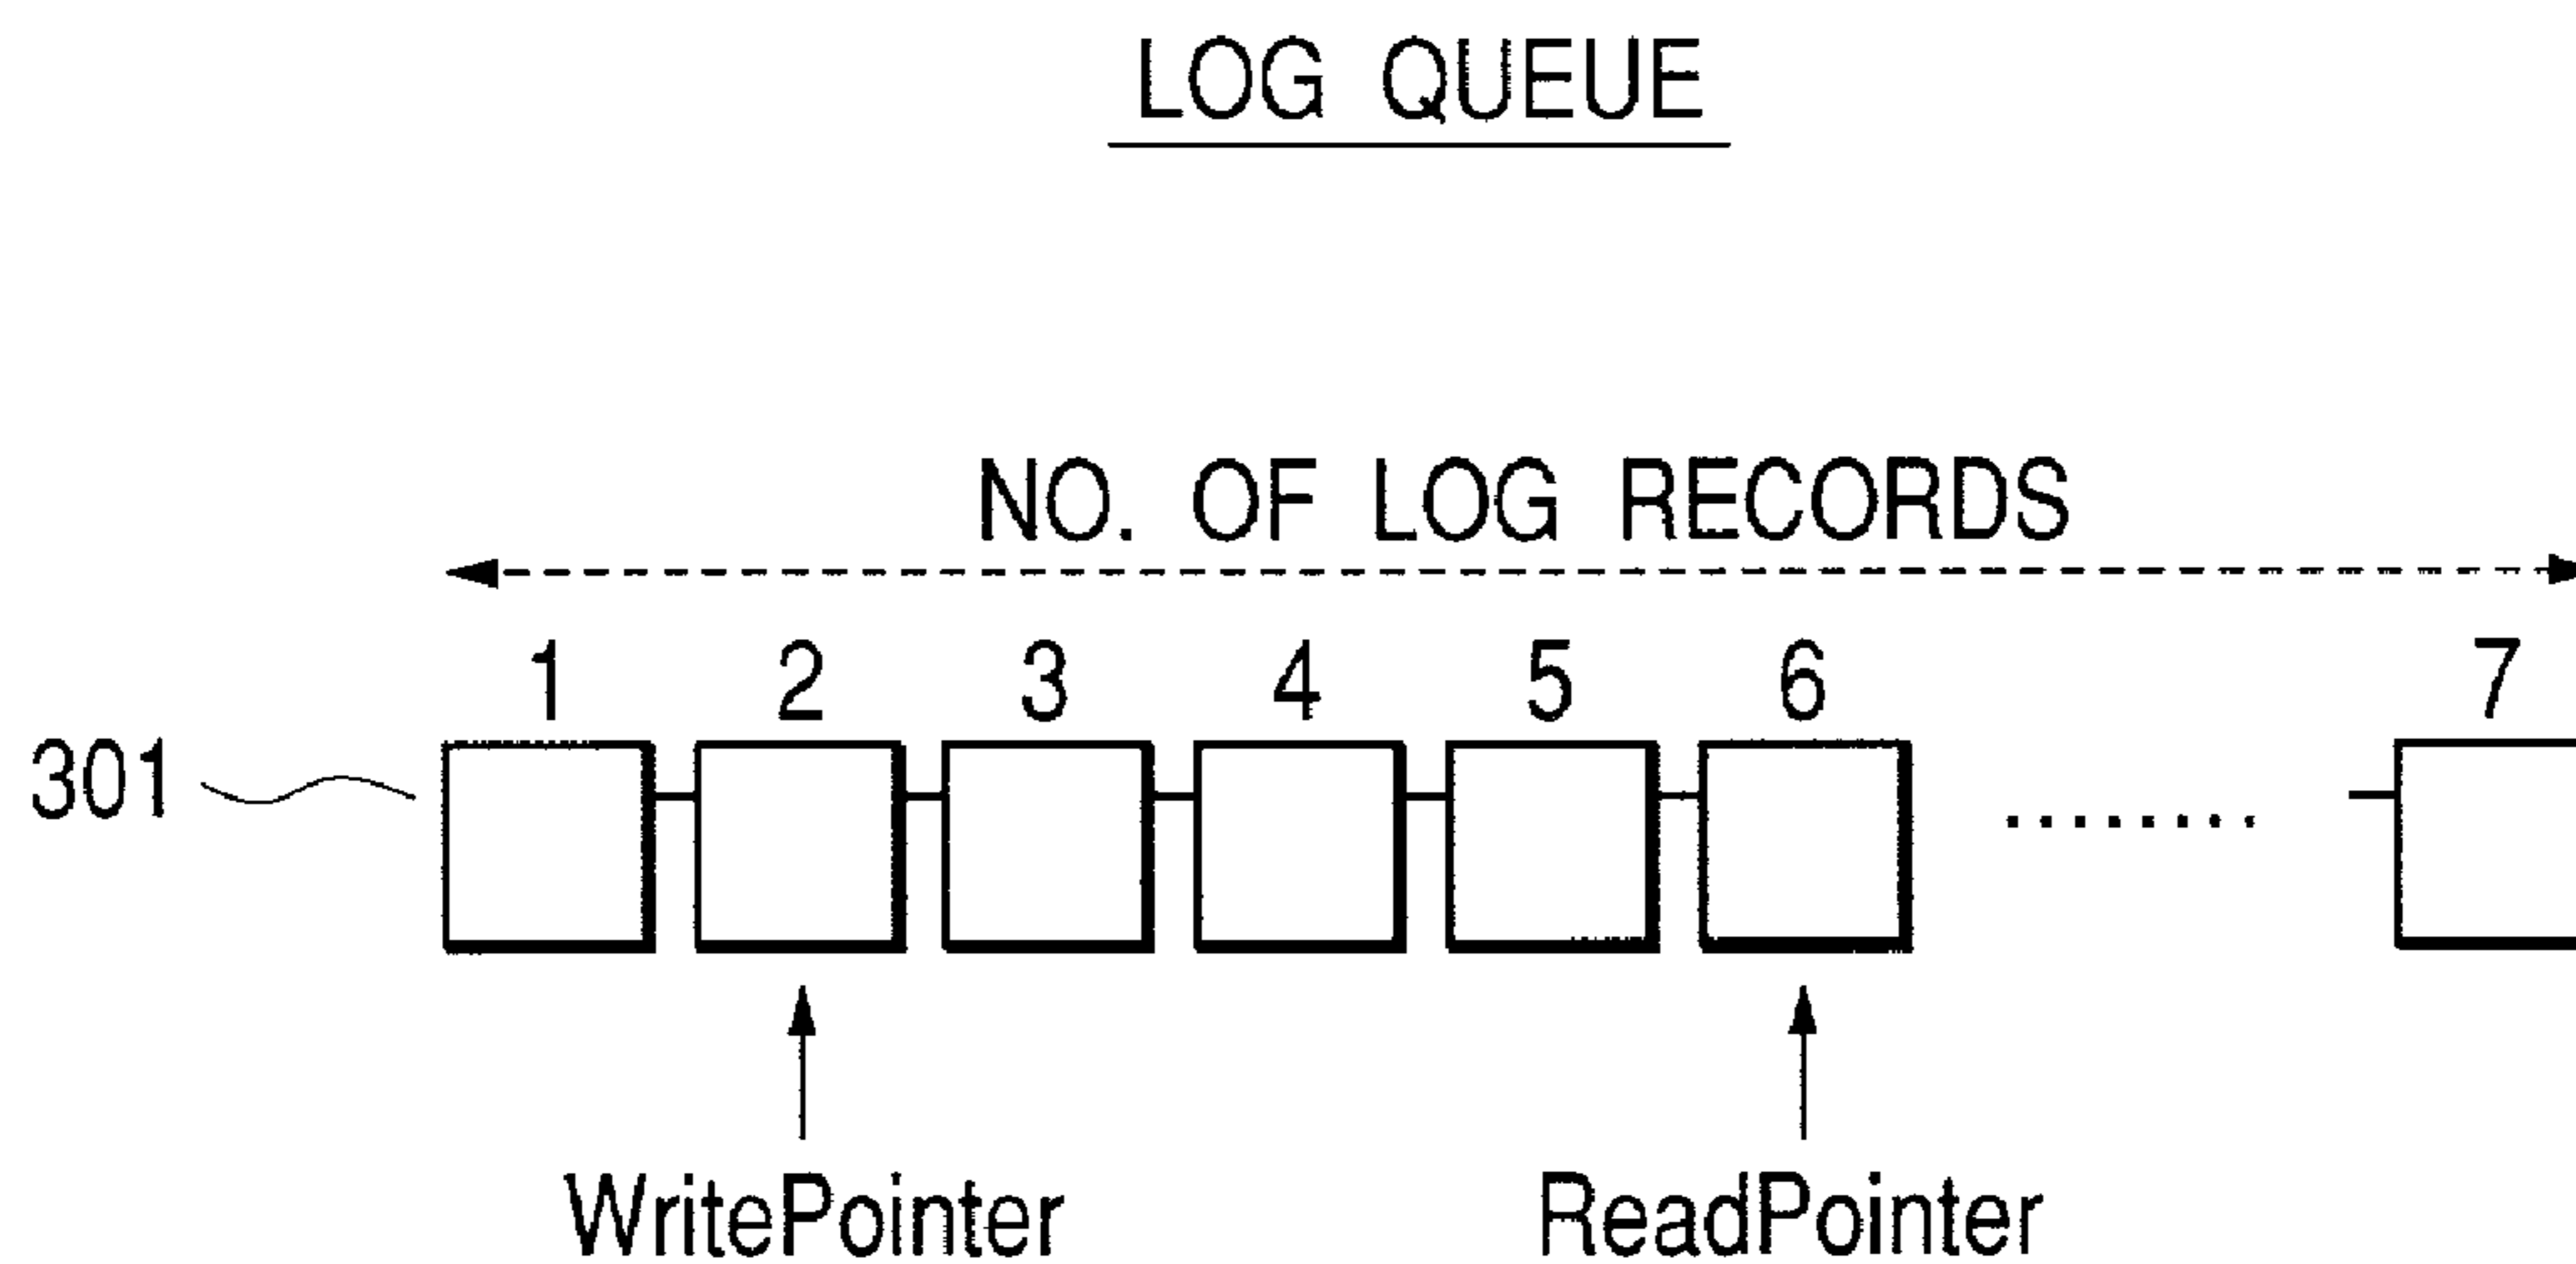 LOG QUEUE
NO. OF LOG RECORDS
1 2 3 4 5 6 7
301
WritePointer ReadPointer